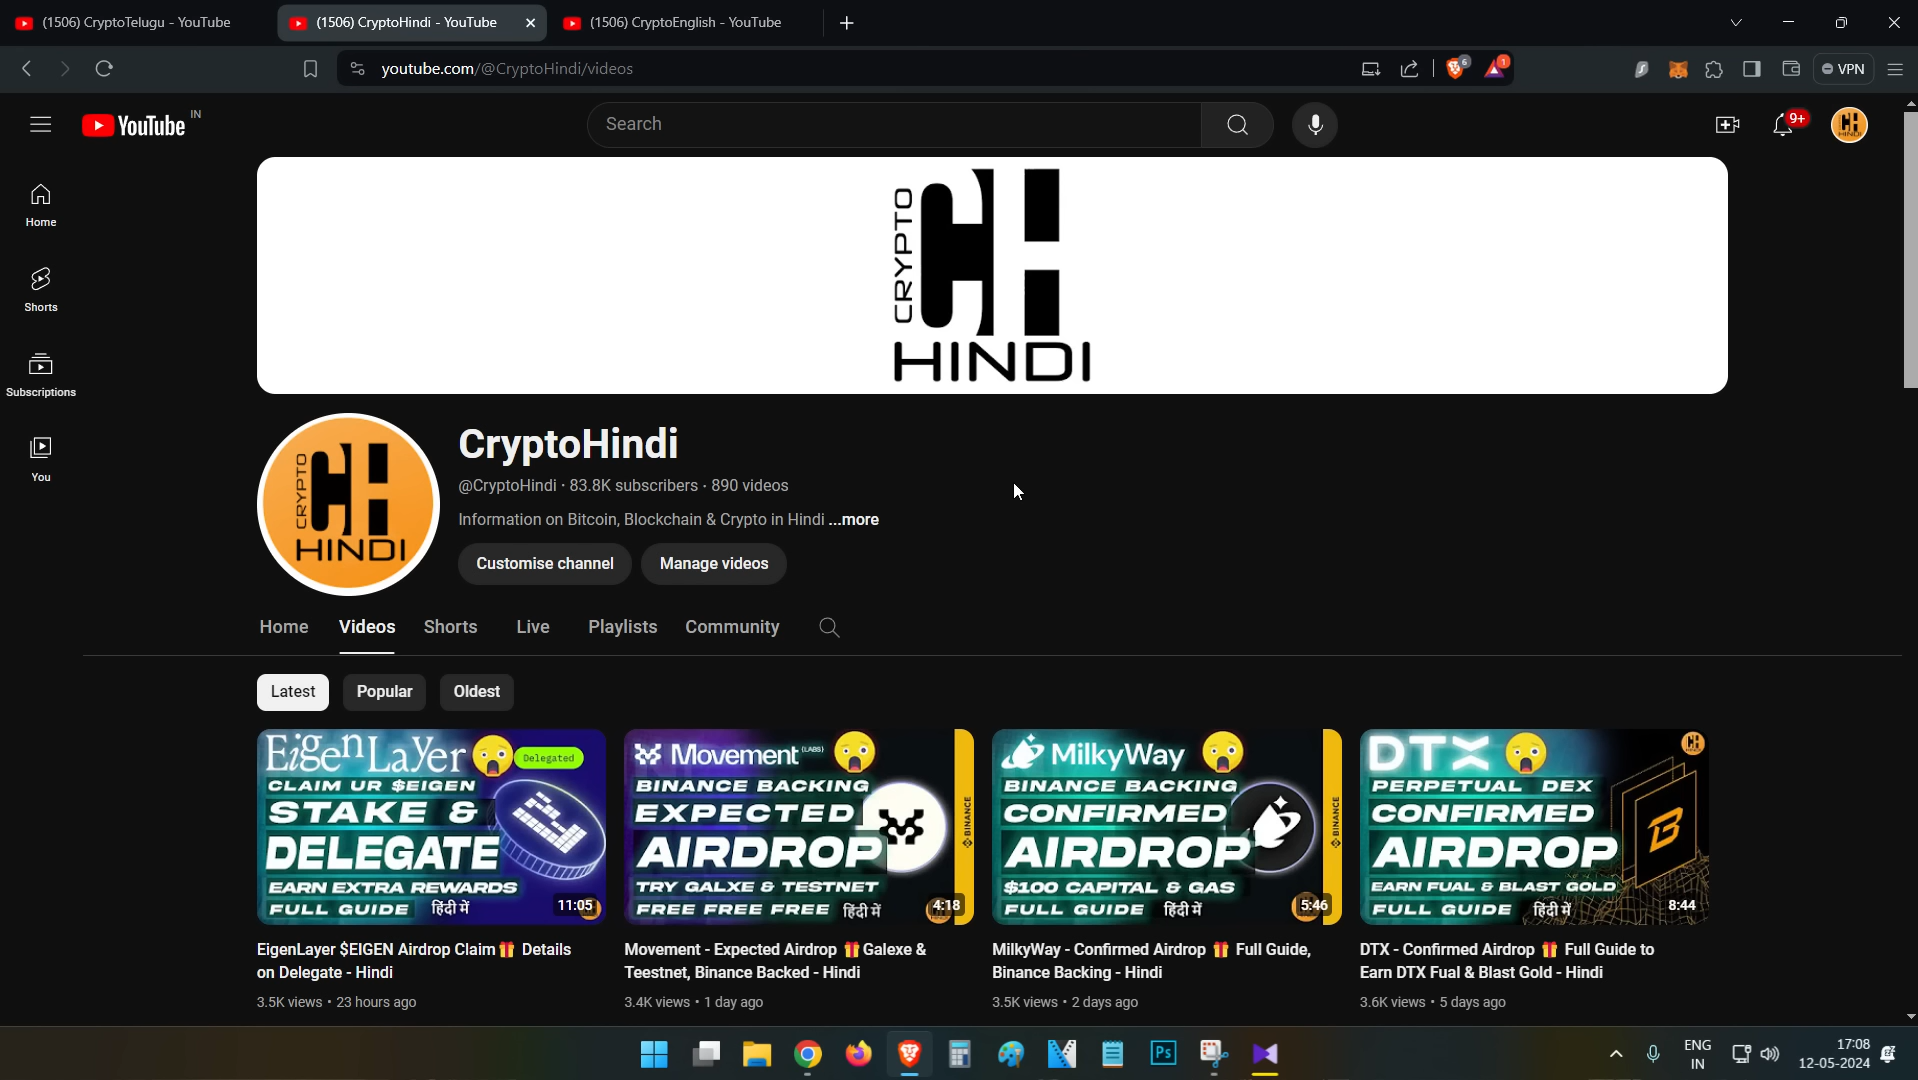 (1506) CryptoTelugu - YouTube
(1506) CryptoHindi - YouTube
(1506) CryptoEnglish - YouTube
youtube.com/@CryptoHindi/videos
6
1
VPN
YouTube IN
Search
9+
Home
Shorts
Subscriptions
You
CRYPTO
CH
HINDI
CRYPTO
CH
HINDI
CryptoHindi
@CryptoHindi · 83.8K subscribers · 890 videos
Information on Bitcoin, Blockchain & Crypto in Hindi ...more
Customise channel
Manage videos
Home
Videos
Shorts
Live
Playlists
Community
Latest
Popular
Oldest
EigenLayer
Delegated
CLAIM UR $EIGEN
STAKE &
DELEGATE
EARN EXTRA REWARDS
FULL GUIDE हिंदी में
11:05
EigenLayer $EIGEN Airdrop Claim🎁 Details
on Delegate - Hindi
3.5K views • 23 hours ago
Movement (LABS)
BINANCE BACKING
EXPECTED
AIRDROP
TRY GALXE & TESTNET
FREE FREE FREE हिंदी में
BINANCE
4:18
Movement - Expected Airdrop 🎁Galexe &
Teestnet, Binance Backed - Hindi
3.4K views • 1 day ago
MilkyWay
BINANCE BACKING
CONFIRMED
AIRDROP
$100 CAPITAL & GAS
FULL GUIDE हिंदी में
BINANCE
5:46
MilkyWay - Confirmed Airdrop 🎁 Full Guide,
Binance Backing - Hindi
3.5K views • 2 days ago
DTX
PERPETUAL DEX
CONFIRMED
AIRDROP
EARN FUAL & BLAST GOLD
FULL GUIDE हिंदी में
8:44
DTX - Confirmed Airdrop 🎁 Full Guide to
Earn DTX Fual & Blast Gold - Hindi
3.6K views • 5 days ago
Ps
ENG
IN
17:08
12-05-2024